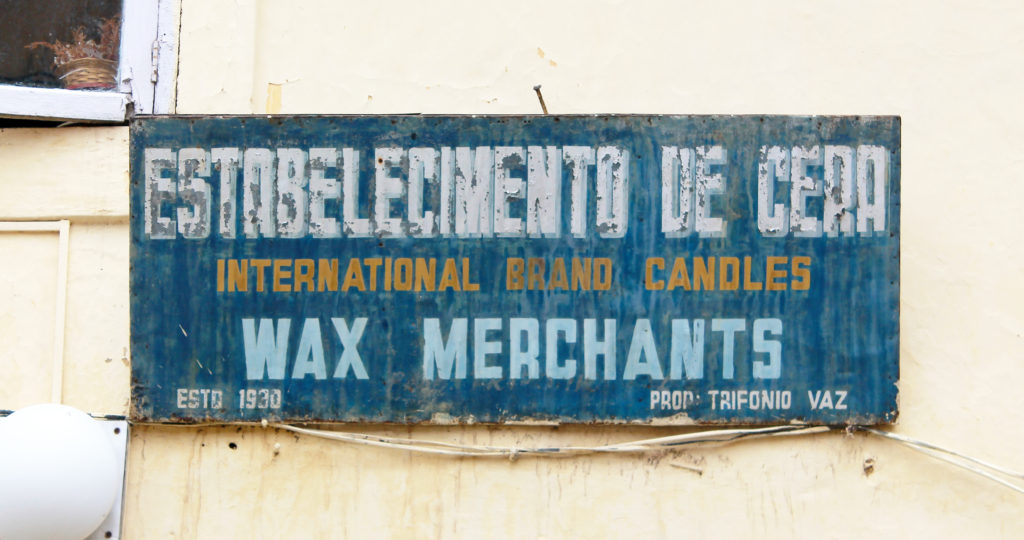 ESTABELECIMENTO DE CERA
INTERNATIONAL BRAND CANDLES
WAX MERCHANTS
ESTD 1930 PROP: TRIFONIO VAZ